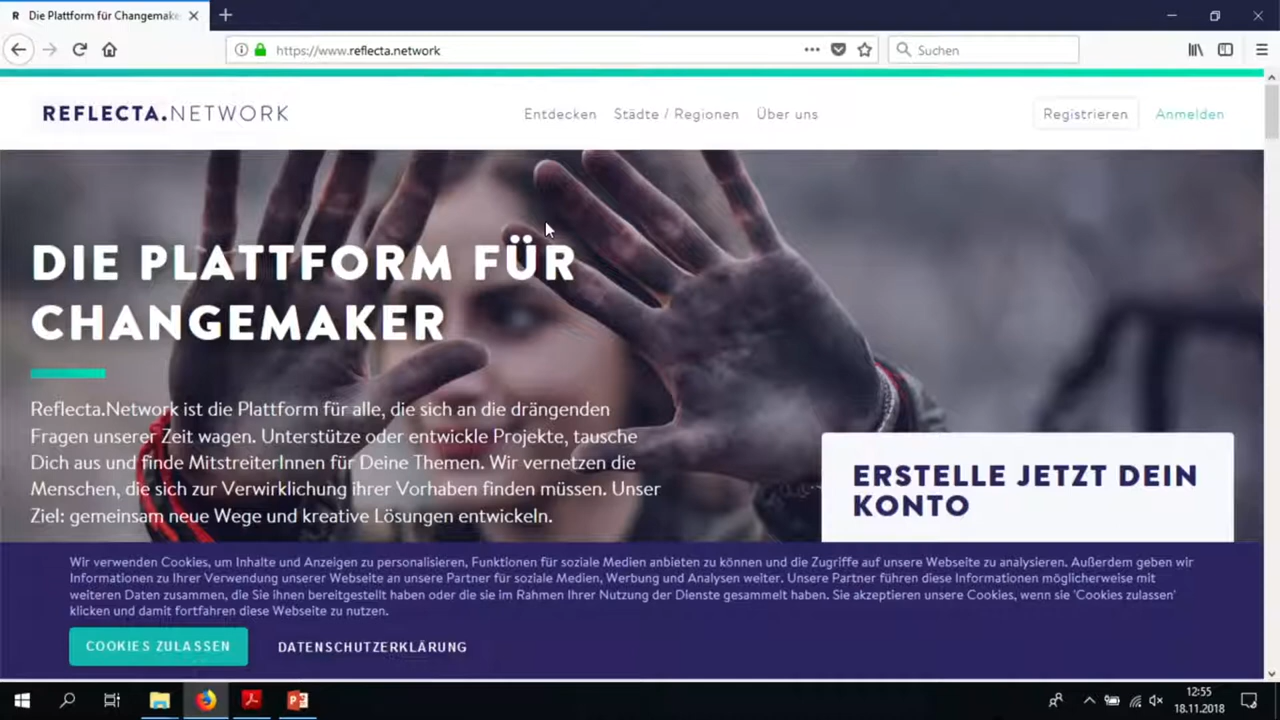 R Die Plattform für Changemake
https://www.reflecta.network
Suchen
REFLECTA.NETWORK
Entdecken Städte / Regionen Über uns
Registrieren Anmelden
DIE PLATTFORM FÜR
CHANGEMAKER
Reflecta.Network ist die Plattform für alle, die sich an die drängenden
Fragen unserer Zeit wagen. Unterstütze oder entwickle Projekte, tausche
Dich aus und finde MitstreiterInnen für Deine Themen. Wir vernetzen die
Menschen, die sich zur Verwirklichung ihrer Vorhaben finden müssen. Unser
Ziel: gemeinsam neue Wege und kreative Lösungen entwickeln.
ERSTELLE JETZT DEIN
KONTO
Wir verwenden Cookies, um Inhalte und Anzeigen zu personalisieren, Funktionen für soziale Medien anbieten zu können und die Zugriffe auf unsere Webseite zu analysieren. Außerdem geben wir
Informationen zu Ihrer Verwendung unserer Webseite an unsere Partner für soziale Medien, Werbung und Analysen weiter. Unsere Partner führen diese Informationen möglicherweise mit
weiteren Daten zusammen, die Sie ihnen bereitgestellt haben oder die sie im Rahmen Ihrer Nutzung der Dienste gesammelt haben. Sie akzeptieren unsere Cookies, wenn sie 'Cookies zulassen'
klicken und damit fortfahren diese Webseite zu nutzen.
COOKIES ZULASSEN DATENSCHUTZERKLÄRUNG
12:55
18.11.2018